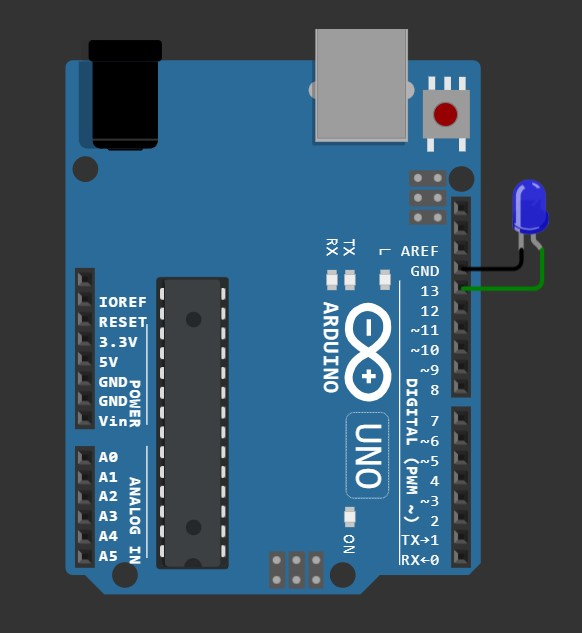 RX
TX
L
AREF
GND
13
12
~11
~10
~9
8
7
~6
~5
4
~3
2
TX→1
RX←0
DIGITAL (PWM ~)
ARDUINO
UNO
ON
IOREF
RESET
3.3V
5V
GND
GND
Vin
POWER
A0
A1
A2
A3
A4
A5
ANALOG IN